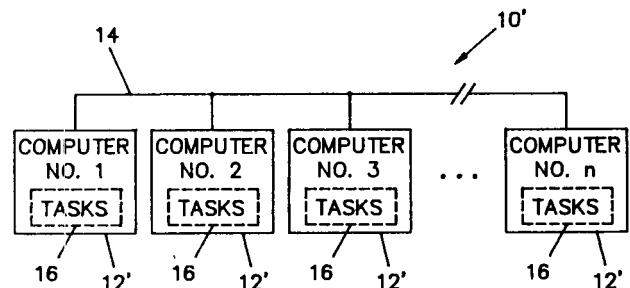 14
10'
COMPUTER NO. 1
TASKS
COMPUTER NO. 2
TASKS
COMPUTER NO. 3
TASKS
...
COMPUTER NO. n
TASKS
16 12' 16 12' 16 12' 16 12'